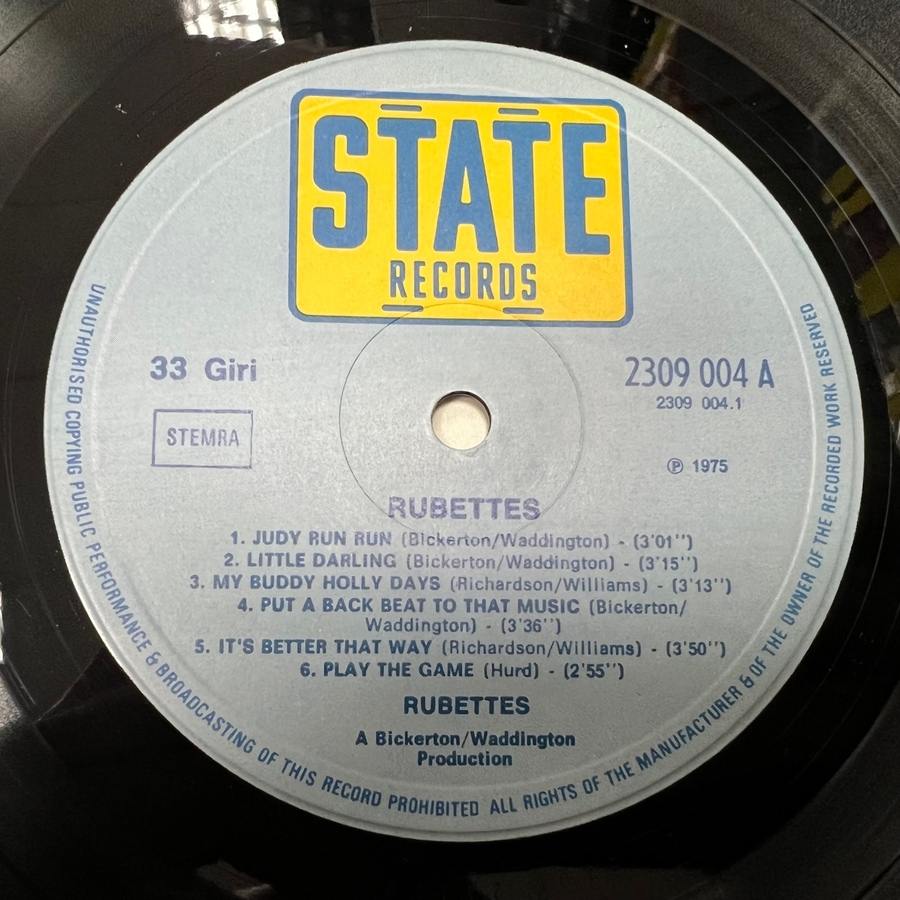 STATE
RECORDS
33 Giri
2309 004 A
2309 004.1
STEMRA
℗ 1975
RUBETTES
1. JUDY RUN RUN (Bickerton/Waddington) - (3'01'')
2. LITTLE DARLING (Bickerton/Waddington) - (3'15'')
3. MY BUDDY HOLLY DAYS (Richardson/Williams) - (3'13'')
4. PUT A BACK BEAT TO THAT MUSIC (Bickerton/
Waddington) - (3'36'')
5. IT'S BETTER THAT WAY (Richardson/Williams) - (3'50'')
6. PLAY THE GAME (Hurd) - (2'55'')
RUBETTES
A Bickerton/Waddington
Production
UNAUTHORISED COPYING PUBLIC PERFORMANCE & BROADCASTING OF THIS RECORD PROHIBITED ALL RIGHTS OF THE MANUFACTURER & OF THE OWNER OF THE RECORDED WORK RESERVED